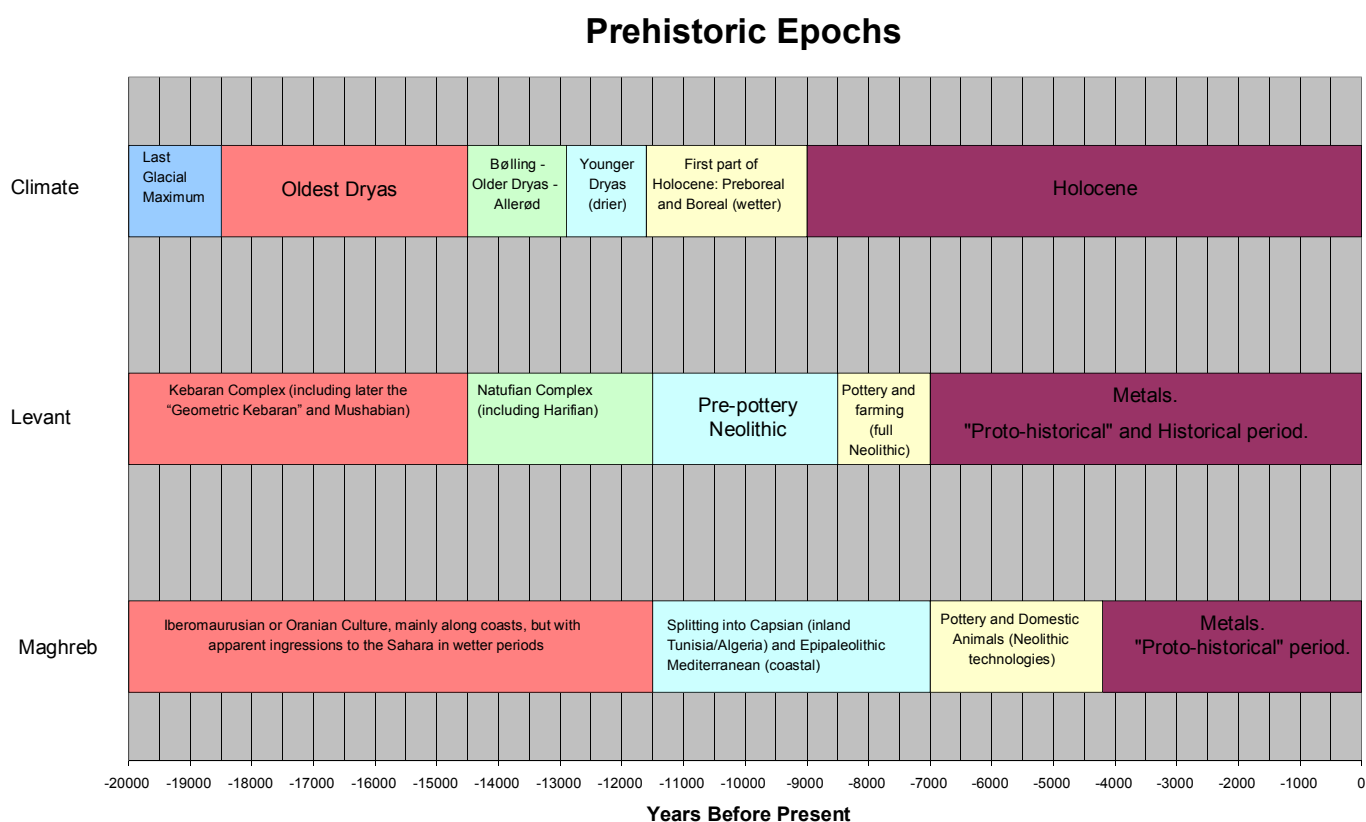 Prehistoric Epochs
Climate
Last
Glacial
Maximum
Oldest Dryas
Bølling -
Older Dryas -
Allerød
Younger
Dryas
(drier)
First part of
Holocene: Preboreal
and Boreal (wetter)
Holocene
Levant
Kebaran Complex (including later the
“Geometric Kebaran” and Mushabian)
Natufian Complex
(including Harifian)
Pre-pottery
Neolithic
Pottery and
farming
(full
Neolithic)
Metals.
"Proto-historical" and Historical period.
Maghreb
Iberomaurusian or Oranian Culture, mainly along coasts, but with
apparent ingressions to the Sahara in wetter periods
Splitting into Capsian (inland
Tunisia/Algeria) and Epipaleolithic
Mediterranean (coastal)
Pottery and Domestic
Animals (Neolithic
technologies)
Metals.
"Proto-historical" period.
-20000 -19000 -18000 -17000 -16000 -15000 -14000 -13000 -12000 -11000 -10000 -9000 -8000 -7000 -6000 -5000 -4000 -3000 -2000 -1000 0
Years Before Present